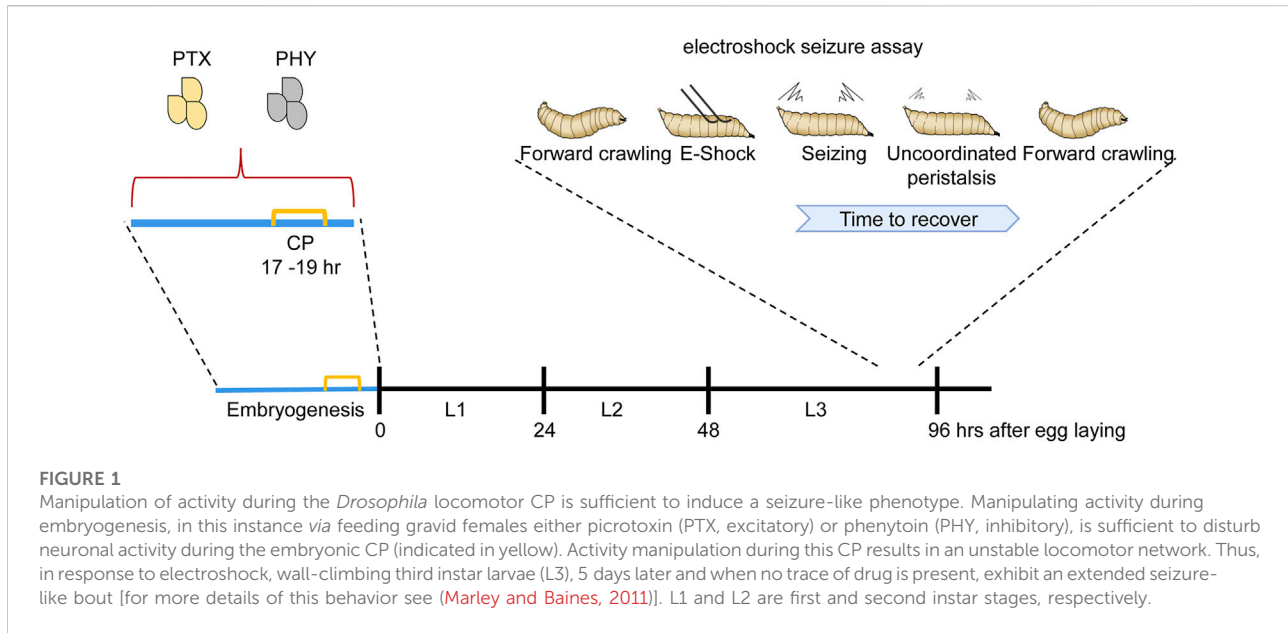 electroshock seizure assay
PTX PHY
Forward crawling E-Shock Seizing Uncoordinated peristalsis Forward crawling.
Time to recover
CP
17 -19 hr
Embryogenesis L1 L2 L3
0 24 48 96 hrs after egg laying
FIGURE 1
Manipulation of activity during the Drosophila locomotor CP is sufficient to induce a seizure-like phenotype. Manipulating activity during
embryogenesis, in this instance via feeding gravid females either picrotoxin (PTX, excitatory) or phenytoin (PHY, inhibitory), is sufficient to disturb
neuronal activity during the embryonic CP (indicated in yellow). Activity manipulation during this CP results in an unstable locomotor network. Thus,
in response to electroshock, wall-climbing third instar larvae (L3), 5 days later and when no trace of drug is present, exhibit an extended seizure-
like bout [for more details of this behavior see (Marley and Baines, 2011)]. L1 and L2 are first and second instar stages, respectively.